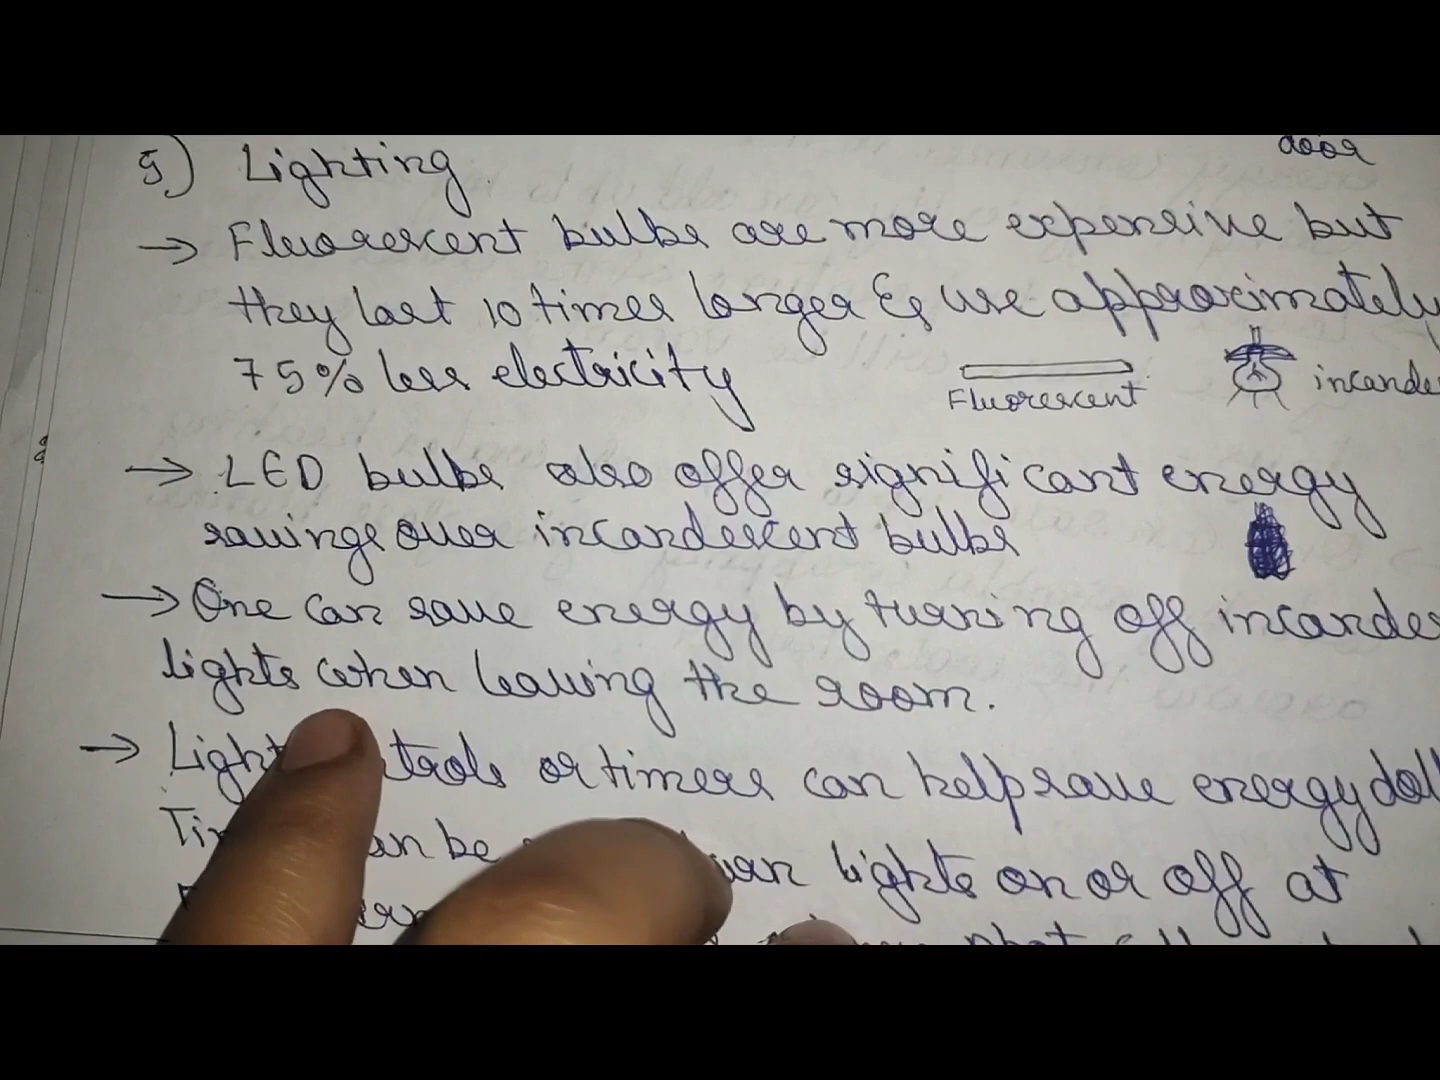 door
5) Lighting
→ Fluorescent bulbs are more expensive but
they last 10 times longer & use approximately
75% less electricity
Fluorescent incande
→ LED bulbs also offer significant energy
savings over incandescent bulbs
→ One can save energy by turning off incande
lights when leaving the room.
→ Light or timers can help save energy doll
an be lights on or off at